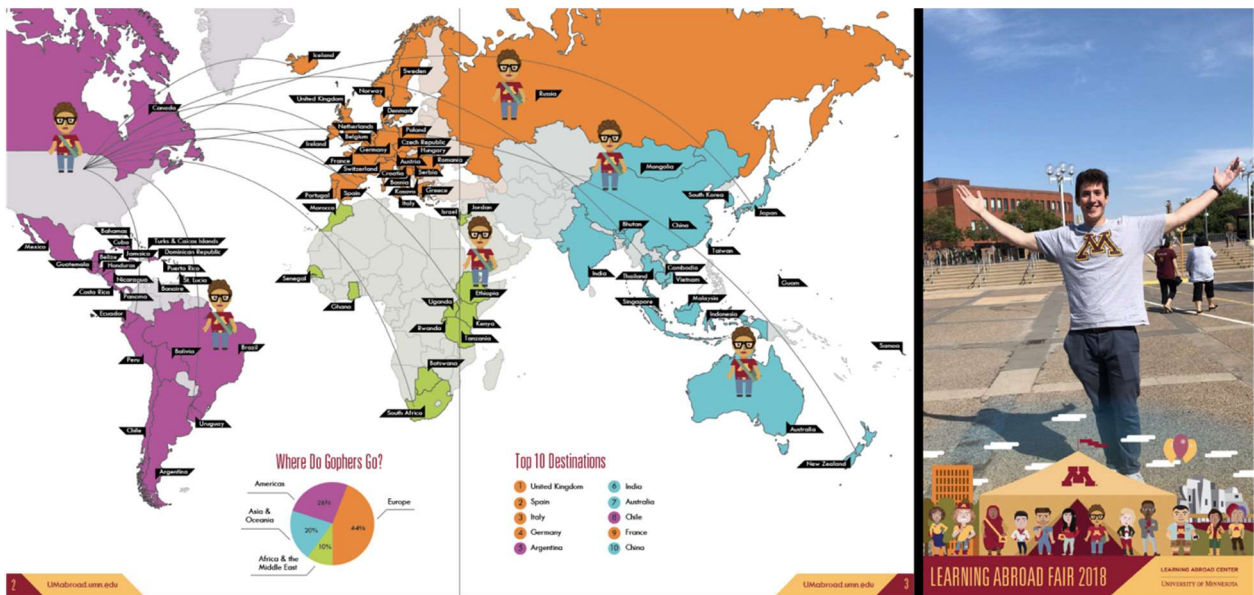 Iceland
Sweden
Norway
Russia
United Kingdom
Denmark
Canada
Netherlands
Poland
Belgium
Czech Republic
Ireland
Germany
Hungary
France
Austria
Romania
Switzerland
Croatia
Serbia
Bosnia
Mongolia
Portugal
Spain
Kosovo
Greece
South Korea
Italy
Morocco
Israel
Jordan
Japan
Bhutan
China
Bahamas
Cuba
Turks & Caicos Islands
Mexico
Belize
Jamaica
Dominican Republic
Taiwan
Guatemala
Honduras
Puerto Rico
Cambodia
Senegal
Nicaragua
St. Lucia
India
Thailand
Vietnam
Guam
Costa Rica
Panama
Bonaire
Ethiopia
Ghana
Uganda
Singapore
Malaysia
Ecuador
Rwanda
Kenya
Indonesia
Tanzania
Samoa
Peru
Bolivia
Brazil
Botswana
South Africa
Chile
Uruguay
Australia
Argentina
New Zealand
Where Do Gophers Go?
Americas
26%
Europe
44%
Asia &
Oceania
20%
Africa & the
Middle East
10%
Top 10 Destinations
1 United Kingdom
2 Spain
3 Italy
4 Germany
5 Argentina
6 India
7 Australia
8 Chile
9 France
10 China
2 UMabroad.umn.edu
UMabroad.umn.edu 3
M
M
LEARNING ABROAD FAIR 2018
LEARNING ABROAD CENTER
UNIVERSITY OF MINNESOTA